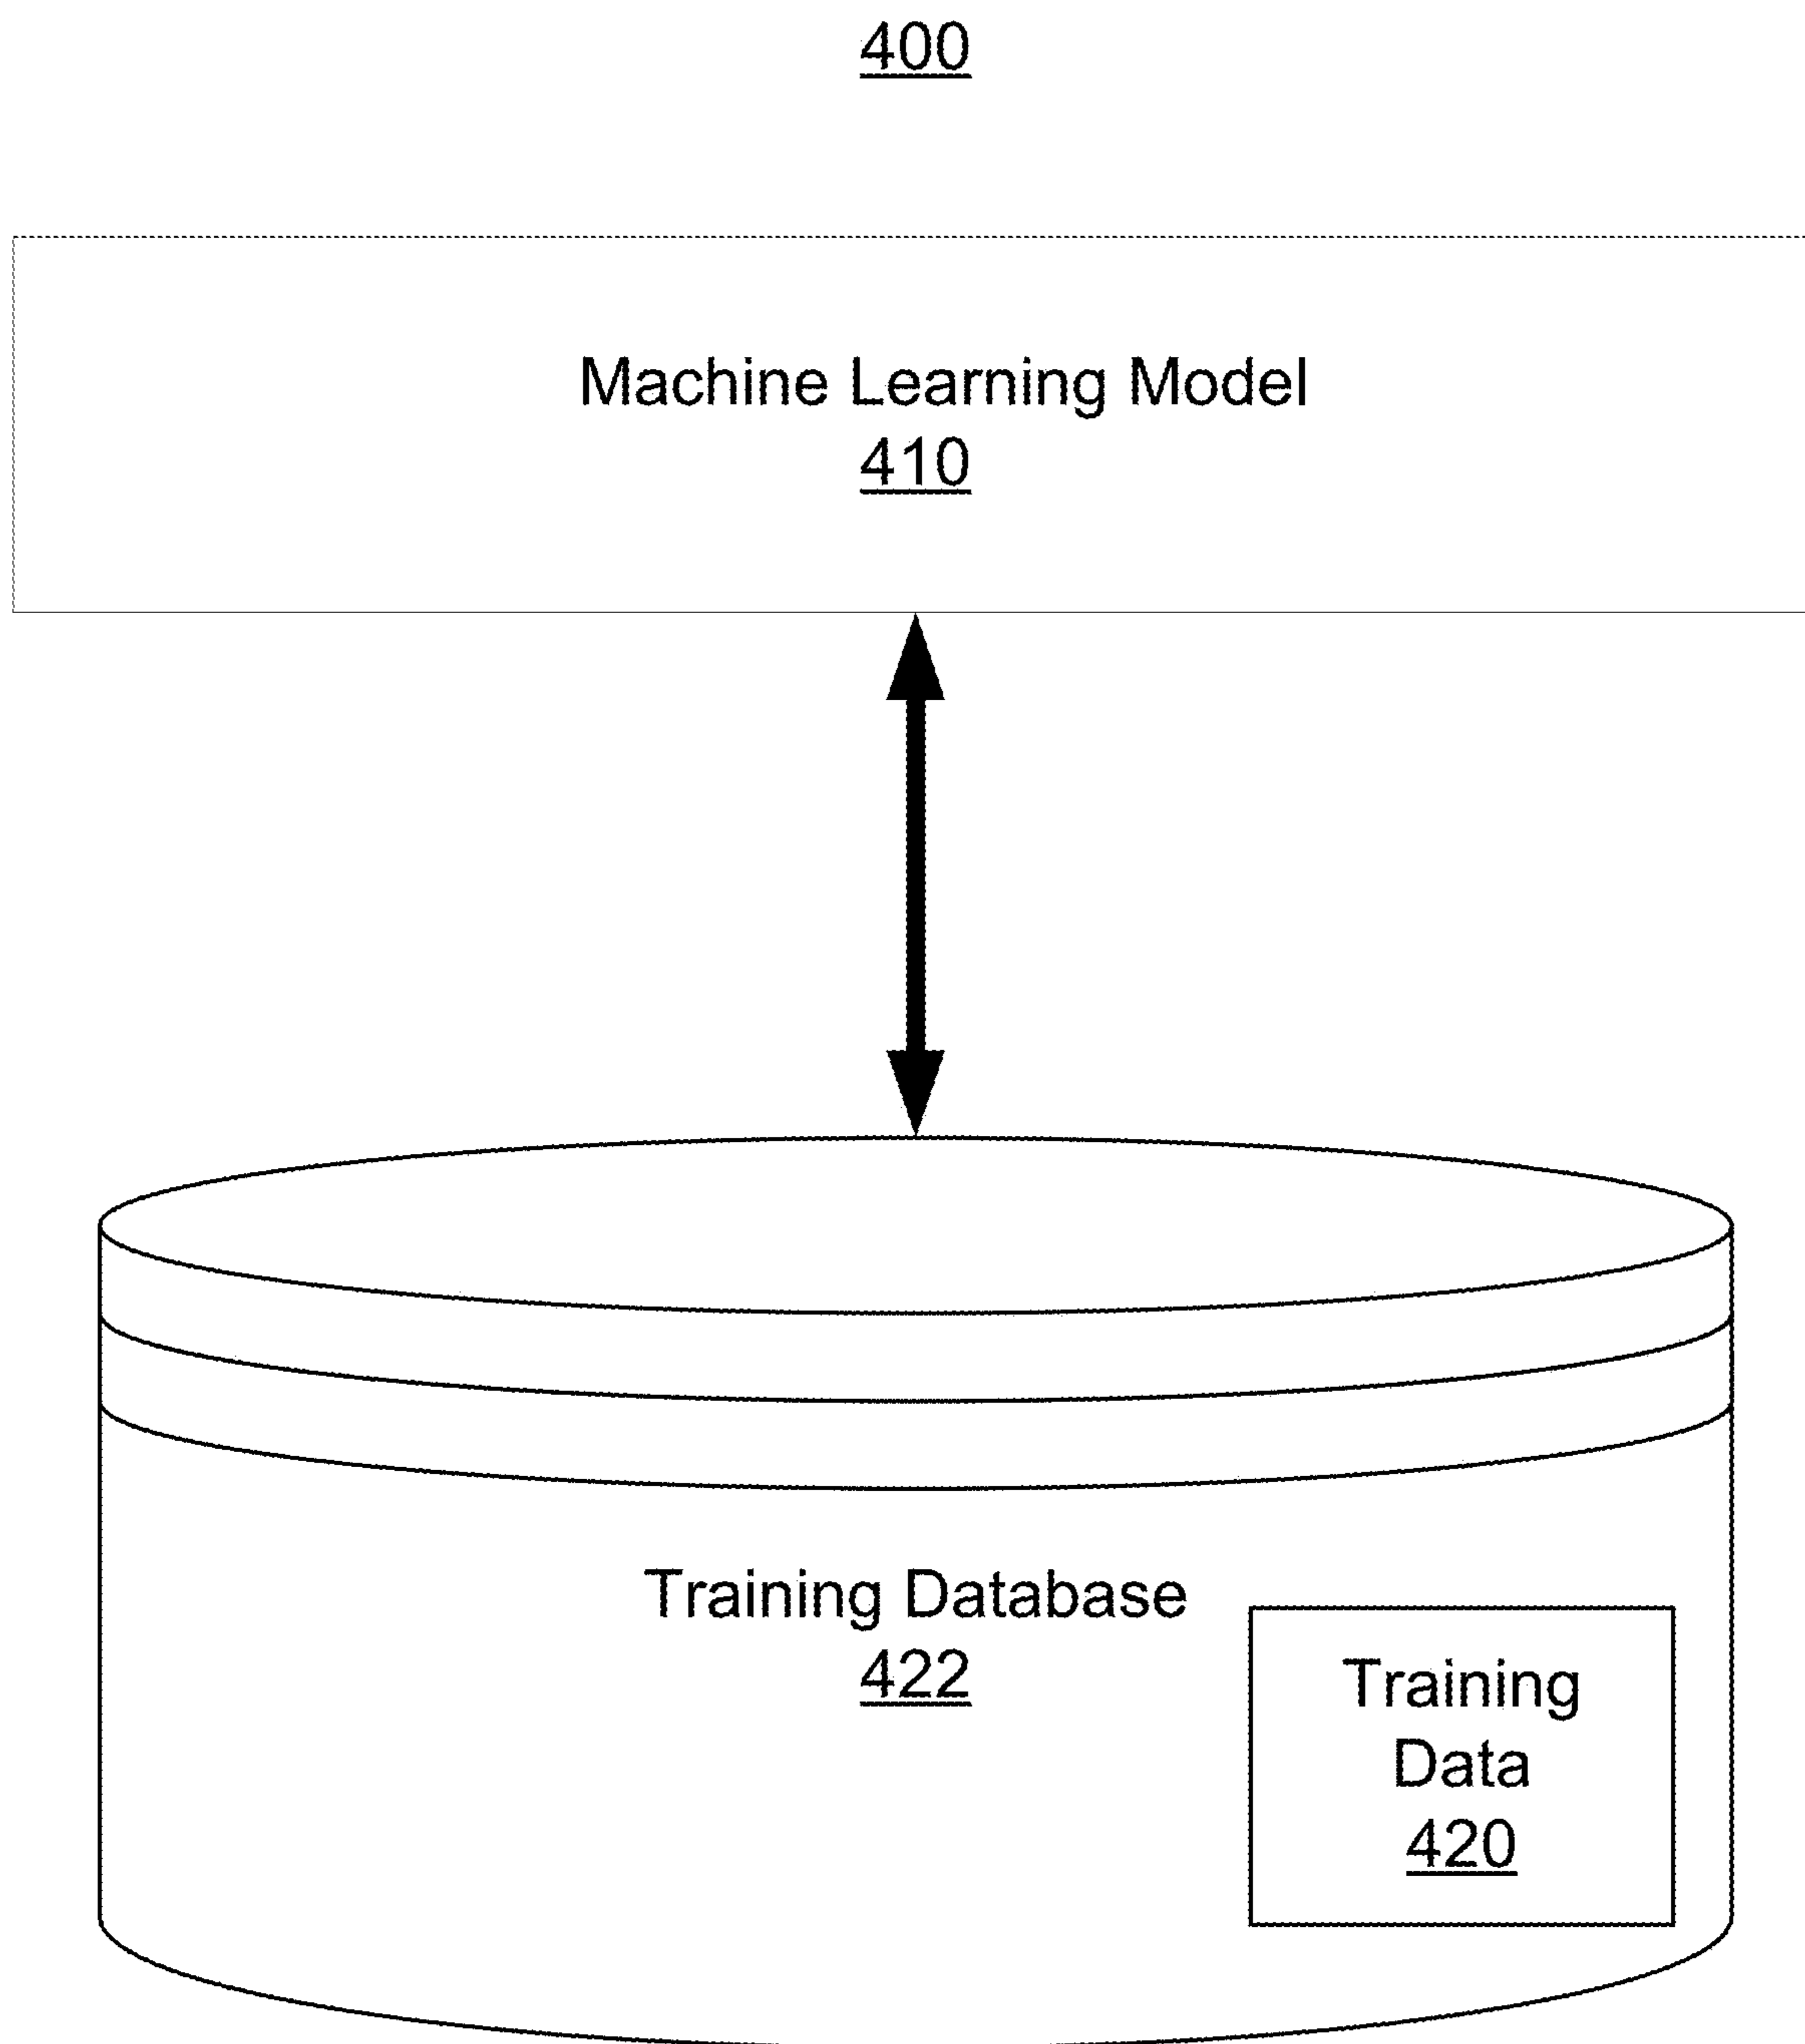 400
Machine Learning Model
410
Training Database
422
Training
Data
420